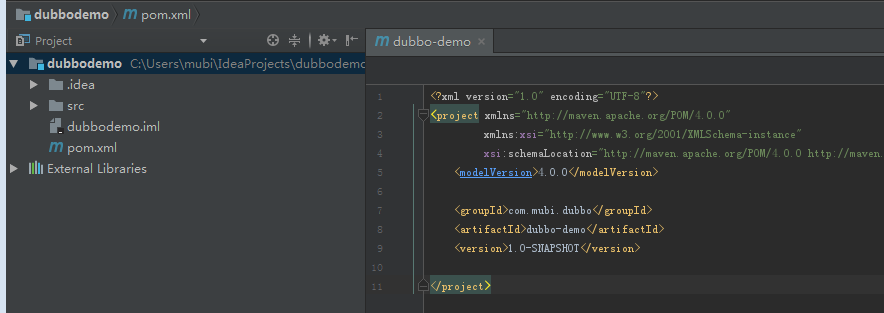 dubbodemo pom.xml
Project
dubbodemo C:\Users\mubi\IdeaProjects\dubbodemo
.idea
src
dubbodemo.iml
m pom.xml
External Libraries
m dubbo-demo
1 <?xml version="1.0" encoding="UTF-8"?>
2 <project xmlns="http://maven.apache.org/POM/4.0.0"
3 xmlns:xsi="http://www.w3.org/2001/XMLSchema-instance"
4 xsi:schemaLocation="http://maven.apache.org/POM/4.0.0 http://maven.
5 <modelVersion>4.0.0</modelVersion>
6
7 <groupId>com.mubi.dubbo</groupId>
8 <artifactId>dubbo-demo</artifactId>
9 <version>1.0-SNAPSHOT</version>
10
11 </project>